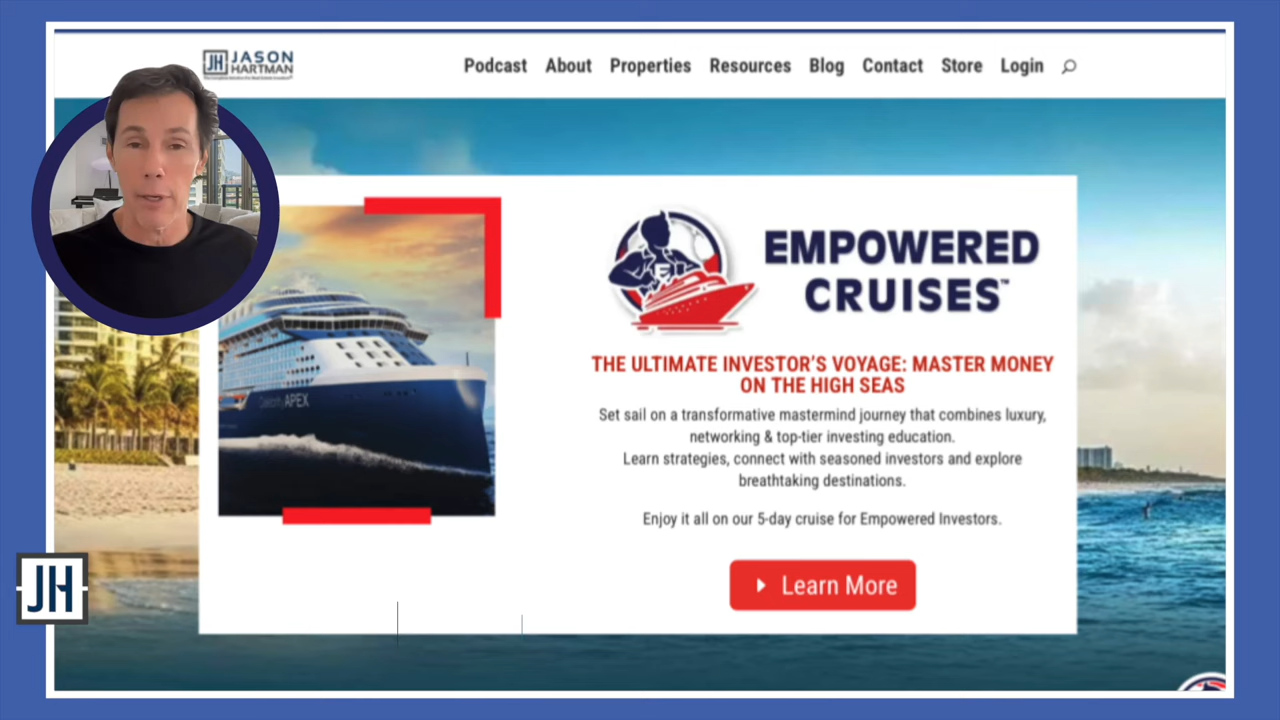 JH JASON
HARTMAN
Podcast About Properties Resources Blog Contact Store Login
EMPOWERED
CRUISES™
THE ULTIMATE INVESTOR'S VOYAGE: MASTER MONEY
ON THE HIGH SEAS
Set sail on a transformative mastermind journey that combines luxury,
networking & top-tier investing education.
Learn strategies, connect with seasoned investors and explore
breathtaking destinations.
Enjoy it all on our 5-day cruise for Empowered Investors.
Learn More
Celebrity APEX
E
JH